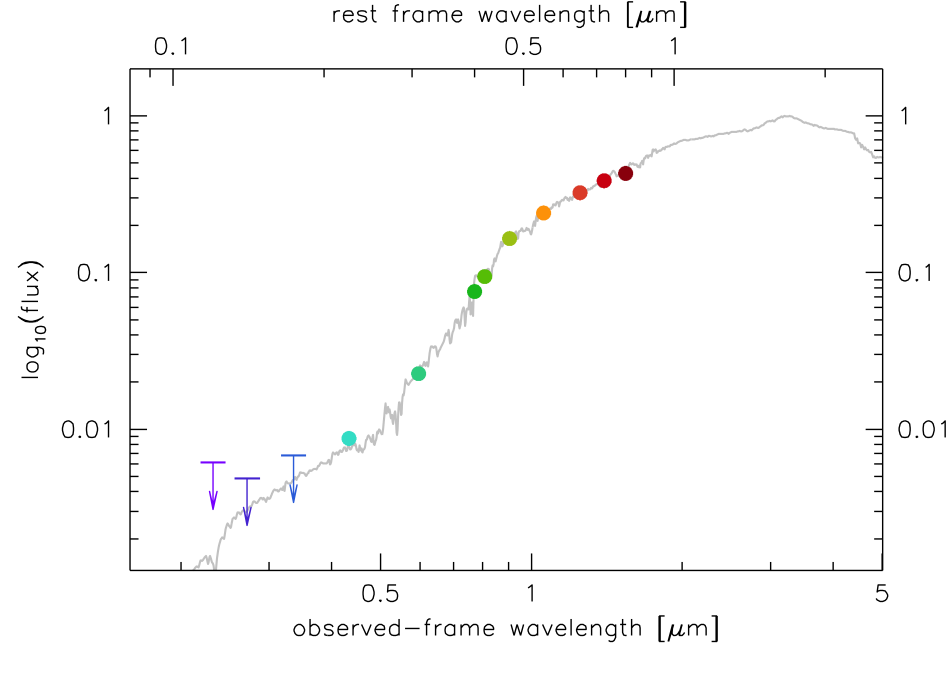 rest frame wavelength [μm]
0.1 0.5 1
1 1
0.1 0.1
log10(flux)
0.01 0.01
0.5 1 5
observed-frame wavelength [μm]